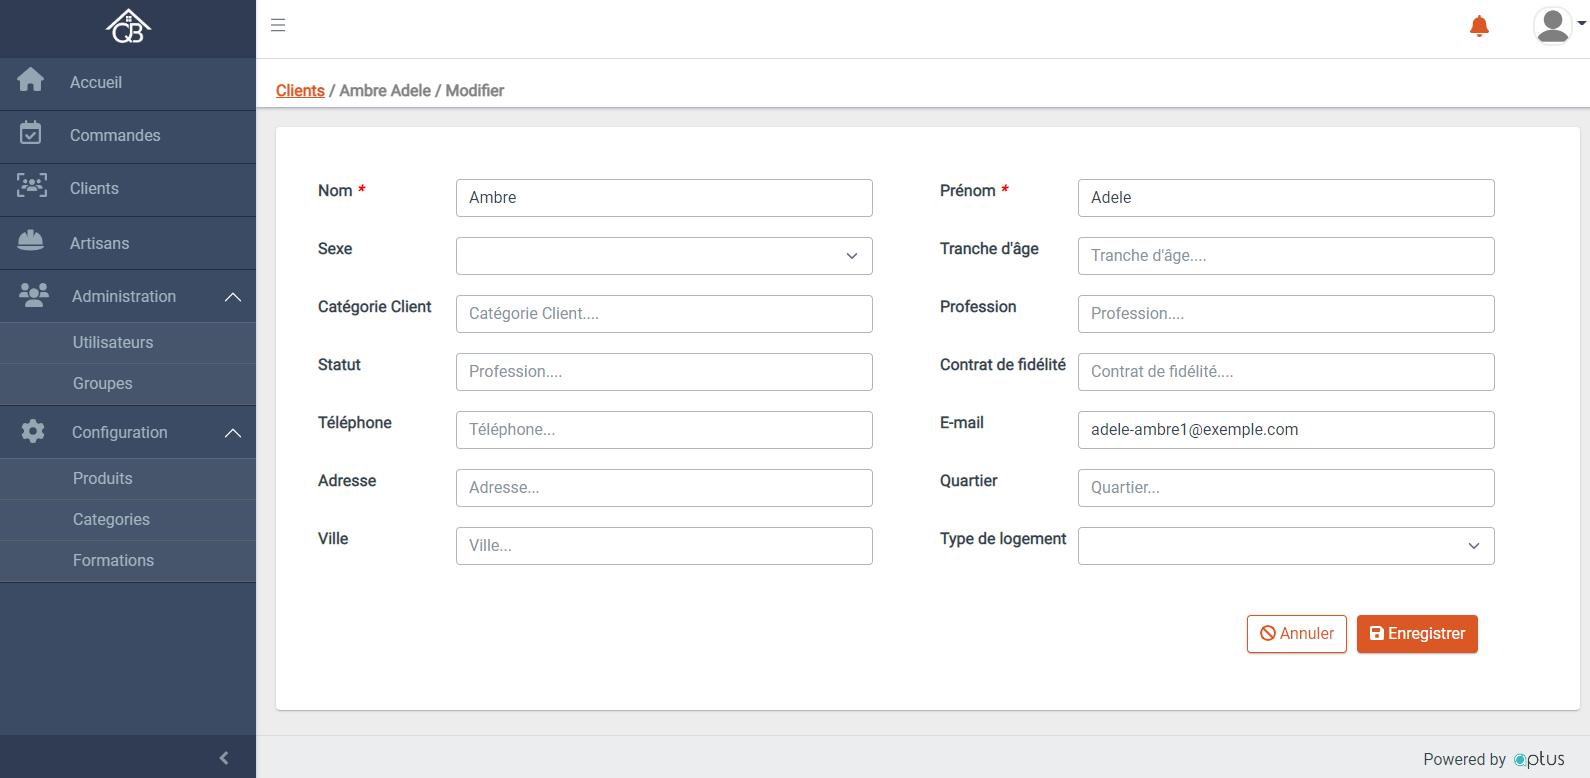 QB
Accueil
Commandes
Clients
Artisans
Administration
Utilisateurs
Groupes
Configuration
Produits
Categories
Formations
Clients / Ambre Adele / Modifier
Nom * Ambre Prénom * Adele
Sexe Tranche d'âge Tranche d'âge....
Catégorie Client Catégorie Client.... Profession Profession....
Statut Profession.... Contrat de fidélité Contrat de fidélité....
Téléphone Téléphone... E-mail adele-ambre1@exemple.com
Adresse Adresse... Quartier Quartier...
Ville Ville... Type de logement
Annuler Enregistrer
Powered by optus